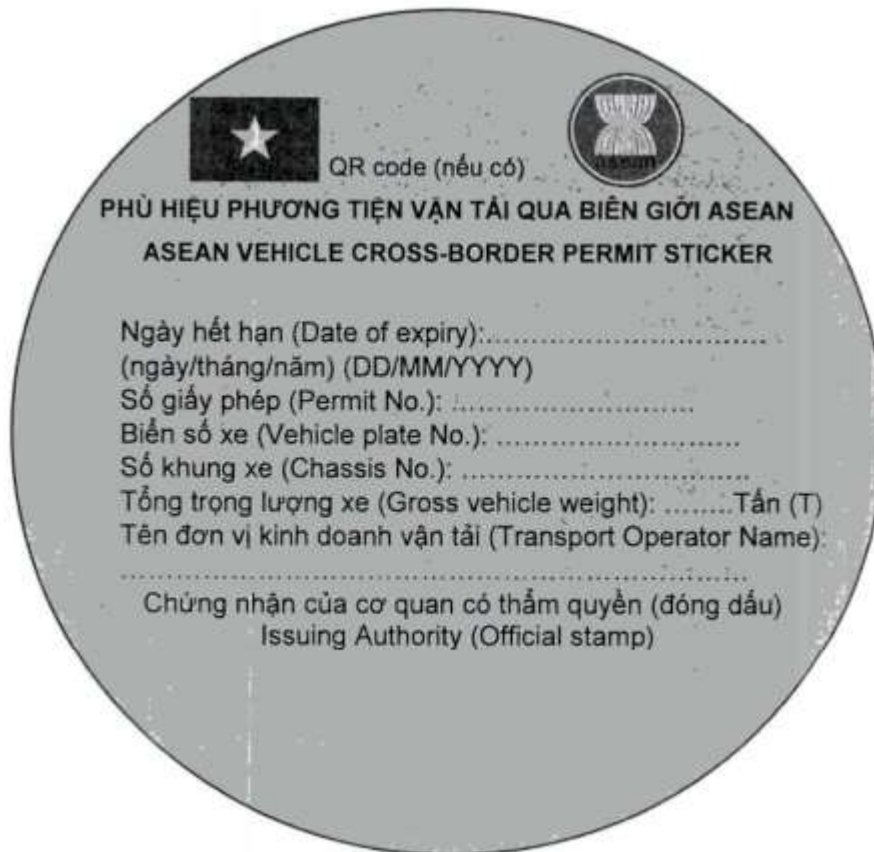 QR code (nếu có)
asean
PHÙ HIỆU PHƯƠNG TIỆN VẬN TẢI QUA BIÊN GIỚI ASEAN
ASEAN VEHICLE CROSS-BORDER PERMIT STICKER
Ngày hết hạn (Date of expiry):....................................
(ngày/tháng/năm) (DD/MM/YYYY)
Số giấy phép (Permit No.): ...............................
Biển số xe (Vehicle plate No.): ...............................
Số khung xe (Chassis No.): ....................................
Tổng trọng lượng xe (Gross vehicle weight): ........Tấn (T)
Tên đơn vị kinh doanh vận tải (Transport Operator Name):
................................................................................
Chứng nhận của cơ quan có thẩm quyền (đóng dấu)
Issuing Authority (Official stamp)